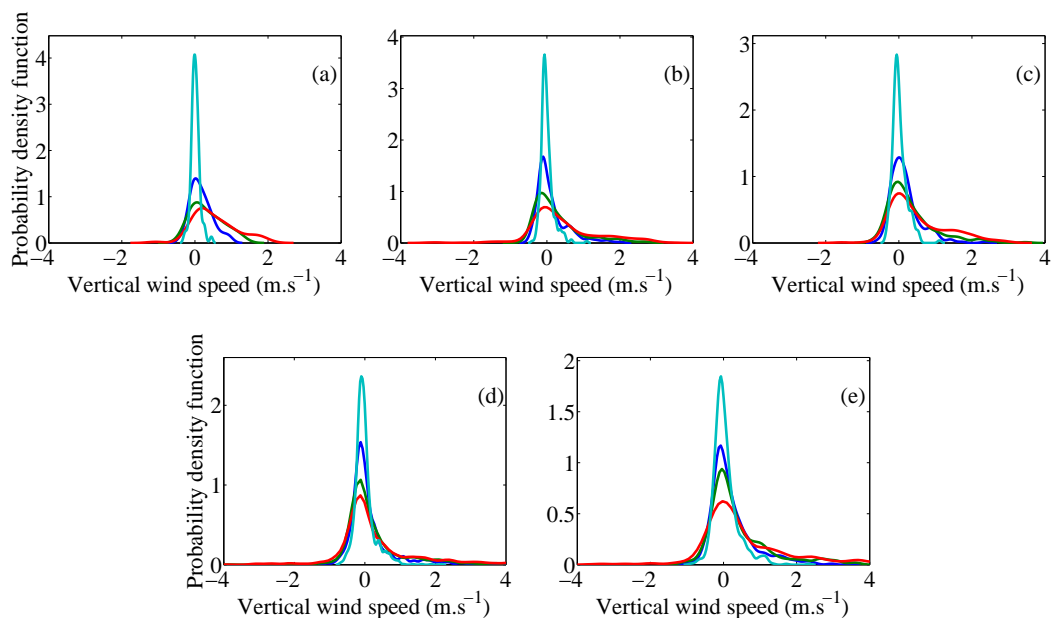 Probability density function
4
3
2
1
0
−4 −2 0 2 4
(a)
Vertical wind speed (m.s−1)
4
3
2
1
0
−4 −2 0 2 4
(b)
Vertical wind speed (m.s−1)
3
2
1
0
−4 −2 0 2 4
(c)
Vertical wind speed (m.s−1)
Probability density function
2
1
0
−4 −2 0 2 4
(d)
Vertical wind speed (m.s−1)
2
1.5
1
0.5
0
−4 −2 0 2 4
(e)
Vertical wind speed (m.s−1)